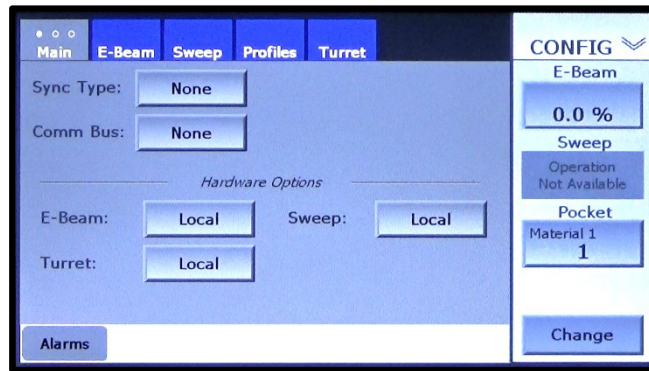 Main E-Beam Sweep Profiles Turret
Sync Type: None
Comm Bus: None
Hardware Options
E-Beam: Local Sweep: Local
Turret: Local
Alarms
CONFIG
E-Beam
0.0 %
Sweep
Operation
Not Available
Pocket
Material 1
1
Change